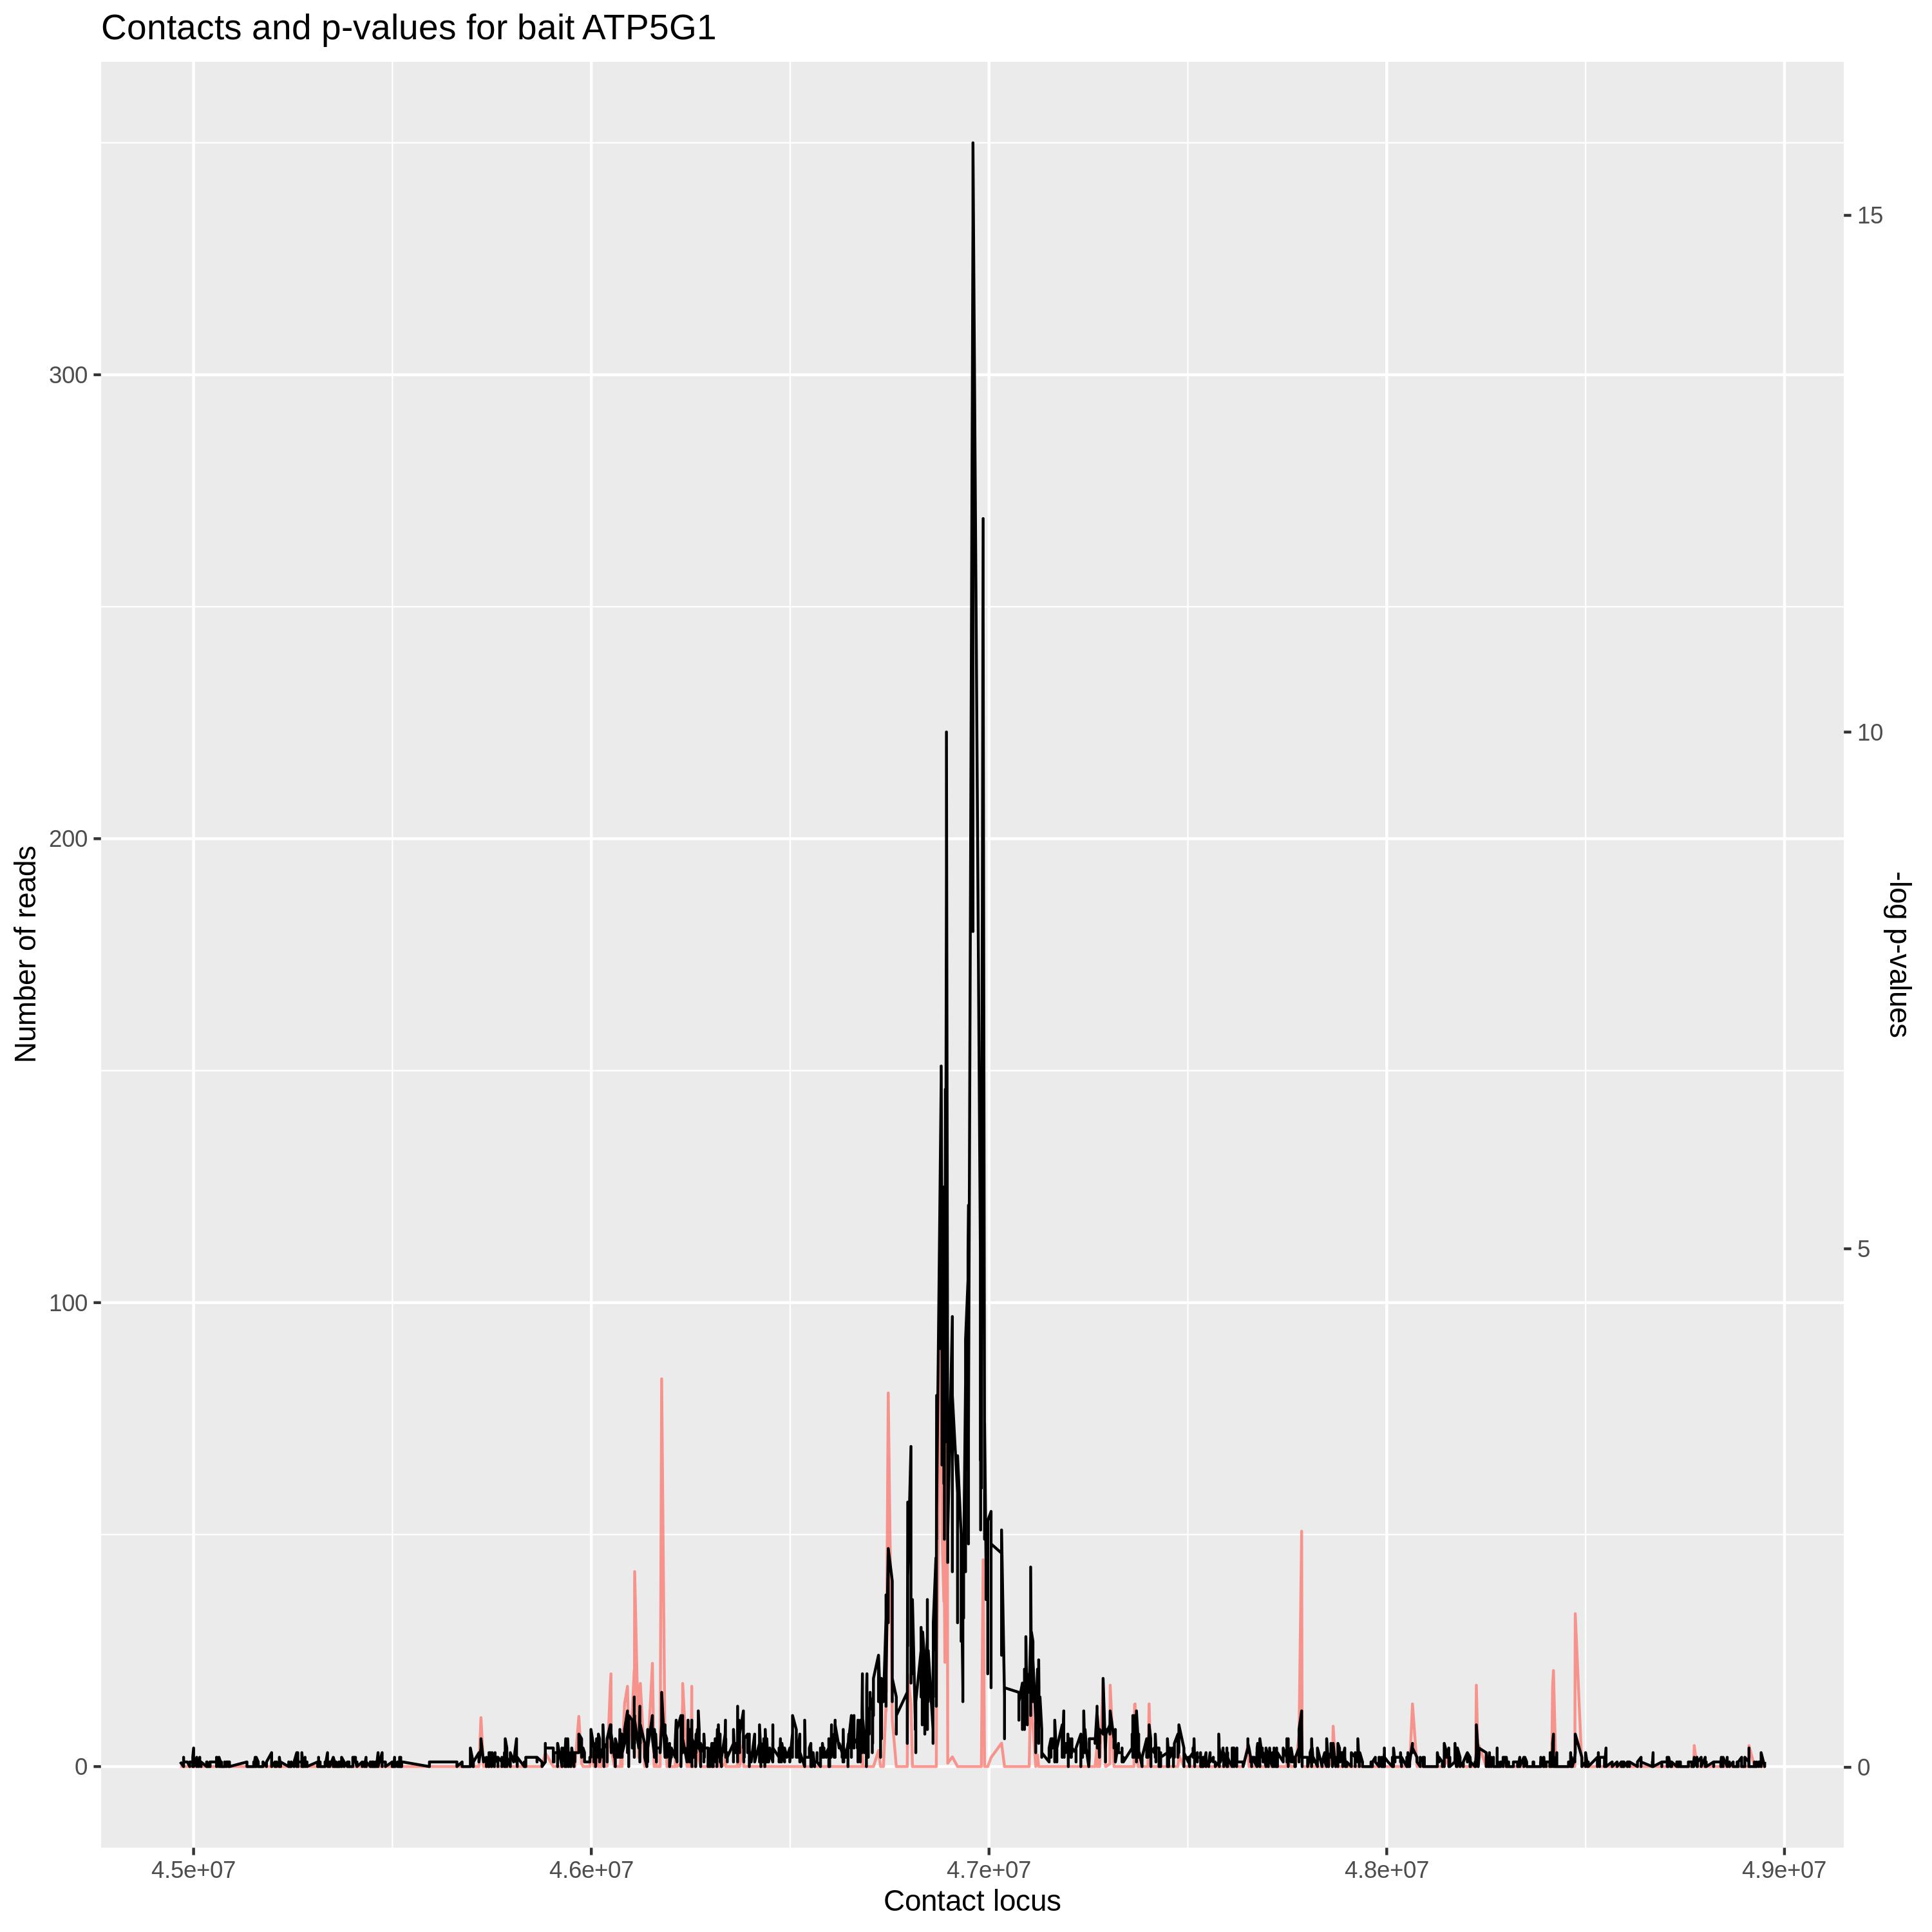 Contacts and p-values for bait ATP5G1
300
200
100
0
Number of reads
15
10
5
0
-log p-values
4.5e+07
4.6e+07
4.7e+07
4.8e+07
4.9e+07
Contact locus